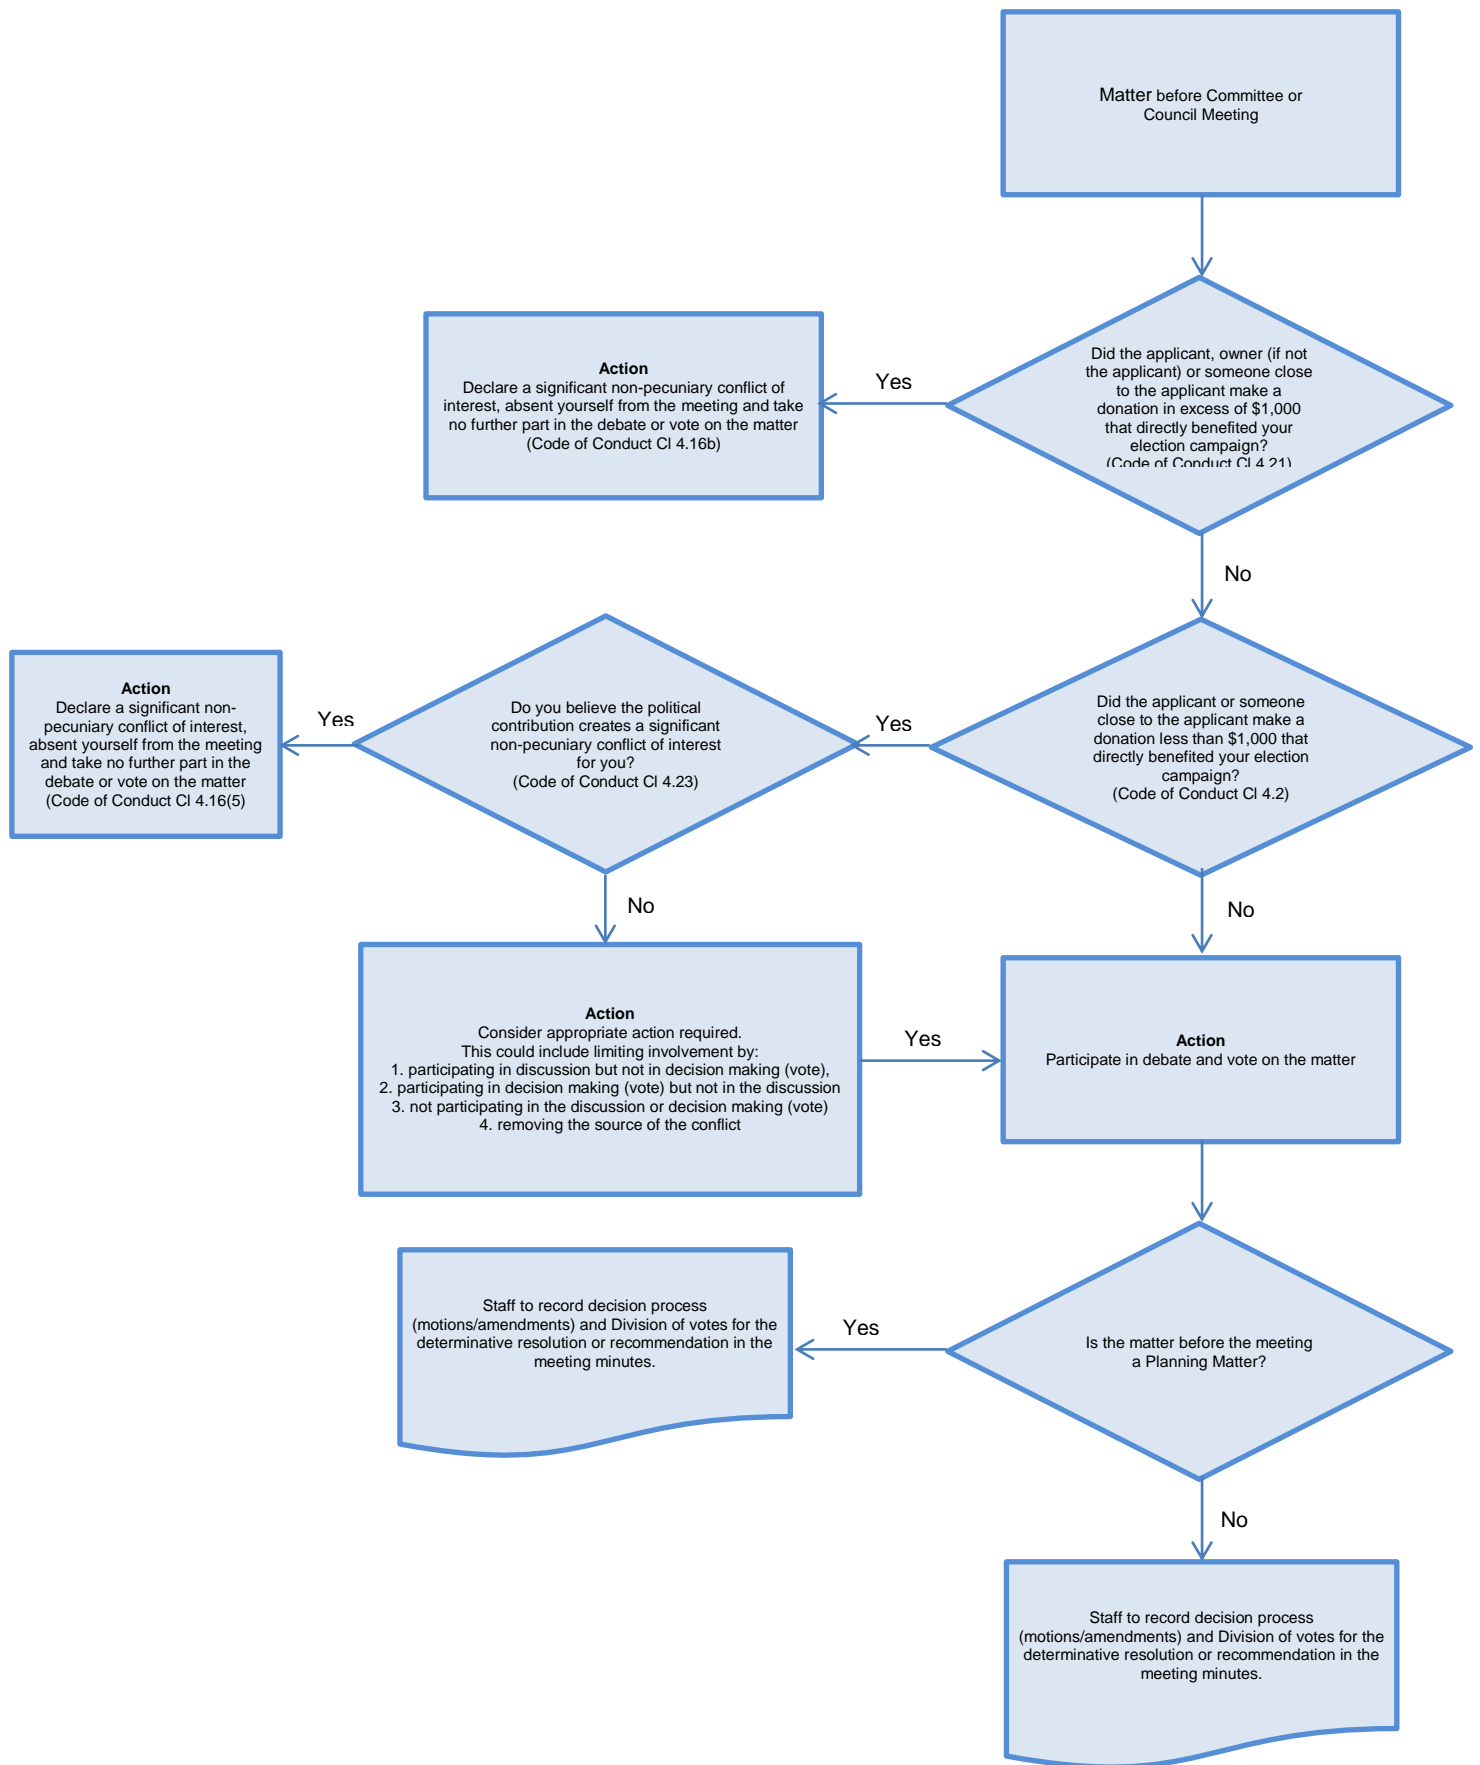 Matter before Committee or
Council Meeting
Did the applicant, owner (if not
the applicant) or someone close
to the applicant make a
donation in excess of $1,000
that directly benefited your
election campaign?
(Code of Conduct Cl 4.21)
Yes
Action
Declare a significant non-pecuniary conflict of
interest, absent yourself from the meeting and take
no further part in the debate or vote on the matter
(Code of Conduct Cl 4.16b)
No
Did the applicant or someone
close to the applicant make a
donation less than $1,000 that
directly benefited your election
campaign?
(Code of Conduct Cl 4.2)
Yes
Do you believe the political
contribution creates a significant
non-pecuniary conflict of interest
for you?
(Code of Conduct Cl 4.23)
Yes
Action
Declare a significant non-
pecuniary conflict of interest,
absent yourself from the meeting
and take no further part in the
debate or vote on the matter
(Code of Conduct Cl 4.16(5)
No
No
Action
Consider appropriate action required.
This could include limiting involvement by:
1. participating in discussion but not in decision making (vote),
2. participating in decision making (vote) but not in the discussion
3. not participating in the discussion or decision making (vote)
4. removing the source of the conflict
Yes
Action
Participate in debate and vote on the matter
Is the matter before the meeting
a Planning Matter?
Yes
Staff to record decision process
(motions/amendments) and Division of votes for the
determinative resolution or recommendation in the
meeting minutes.
No
Staff to record decision process
(motions/amendments) and Division of votes for the
determinative resolution or recommendation in the
meeting minutes.